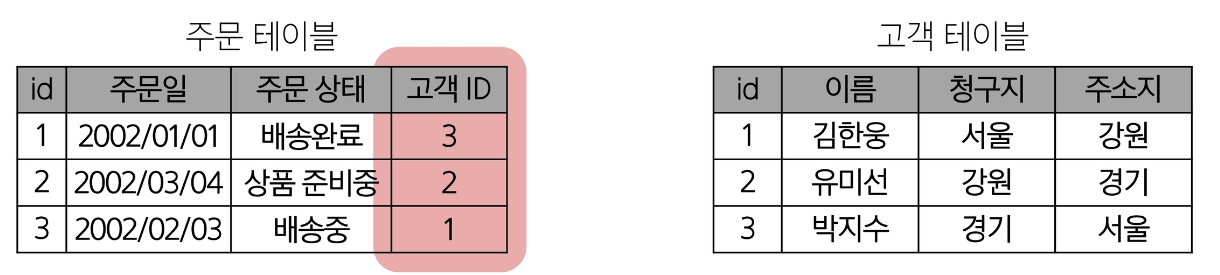 주문 테이블
id 주문일 주문 상태 고객 ID
1 2002/01/01 배송완료 3
2 2002/03/04 상품 준비중 2
3 2002/02/03 배송중 1
고객 테이블
id 이름 청구지 주소지
1 김한웅 서울 강원
2 유미선 강원 경기
3 박지수 경기 서울